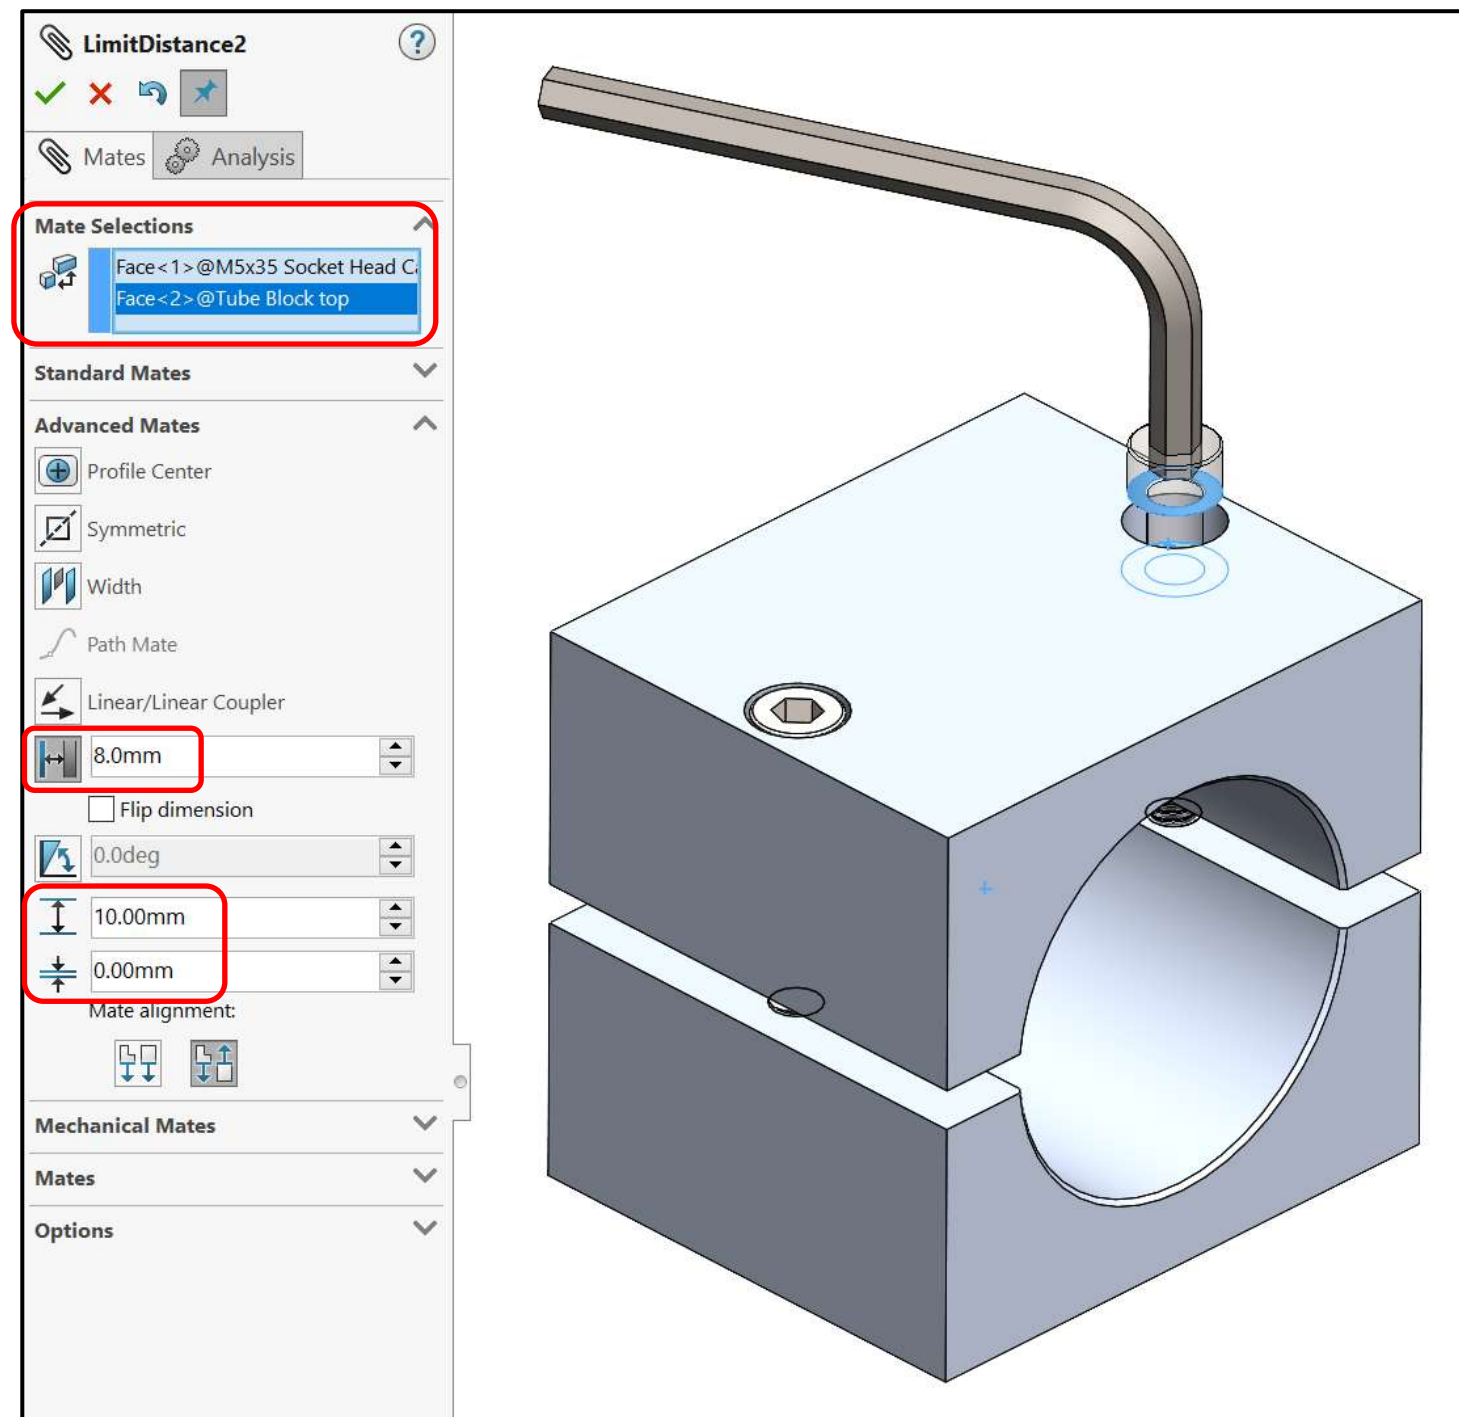 LimitDistance2
?
Mates
Analysis
Mate Selections
Face<1>@M5x35 Socket Head Ca
Face<2>@Tube Block top
Standard Mates
Advanced Mates
Profile Center
Symmetric
Width
Path Mate
Linear/Linear Coupler
8.0mm
Flip dimension
0.0deg
10.00mm
0.00mm
Mate alignment:
Mechanical Mates
Mates
Options